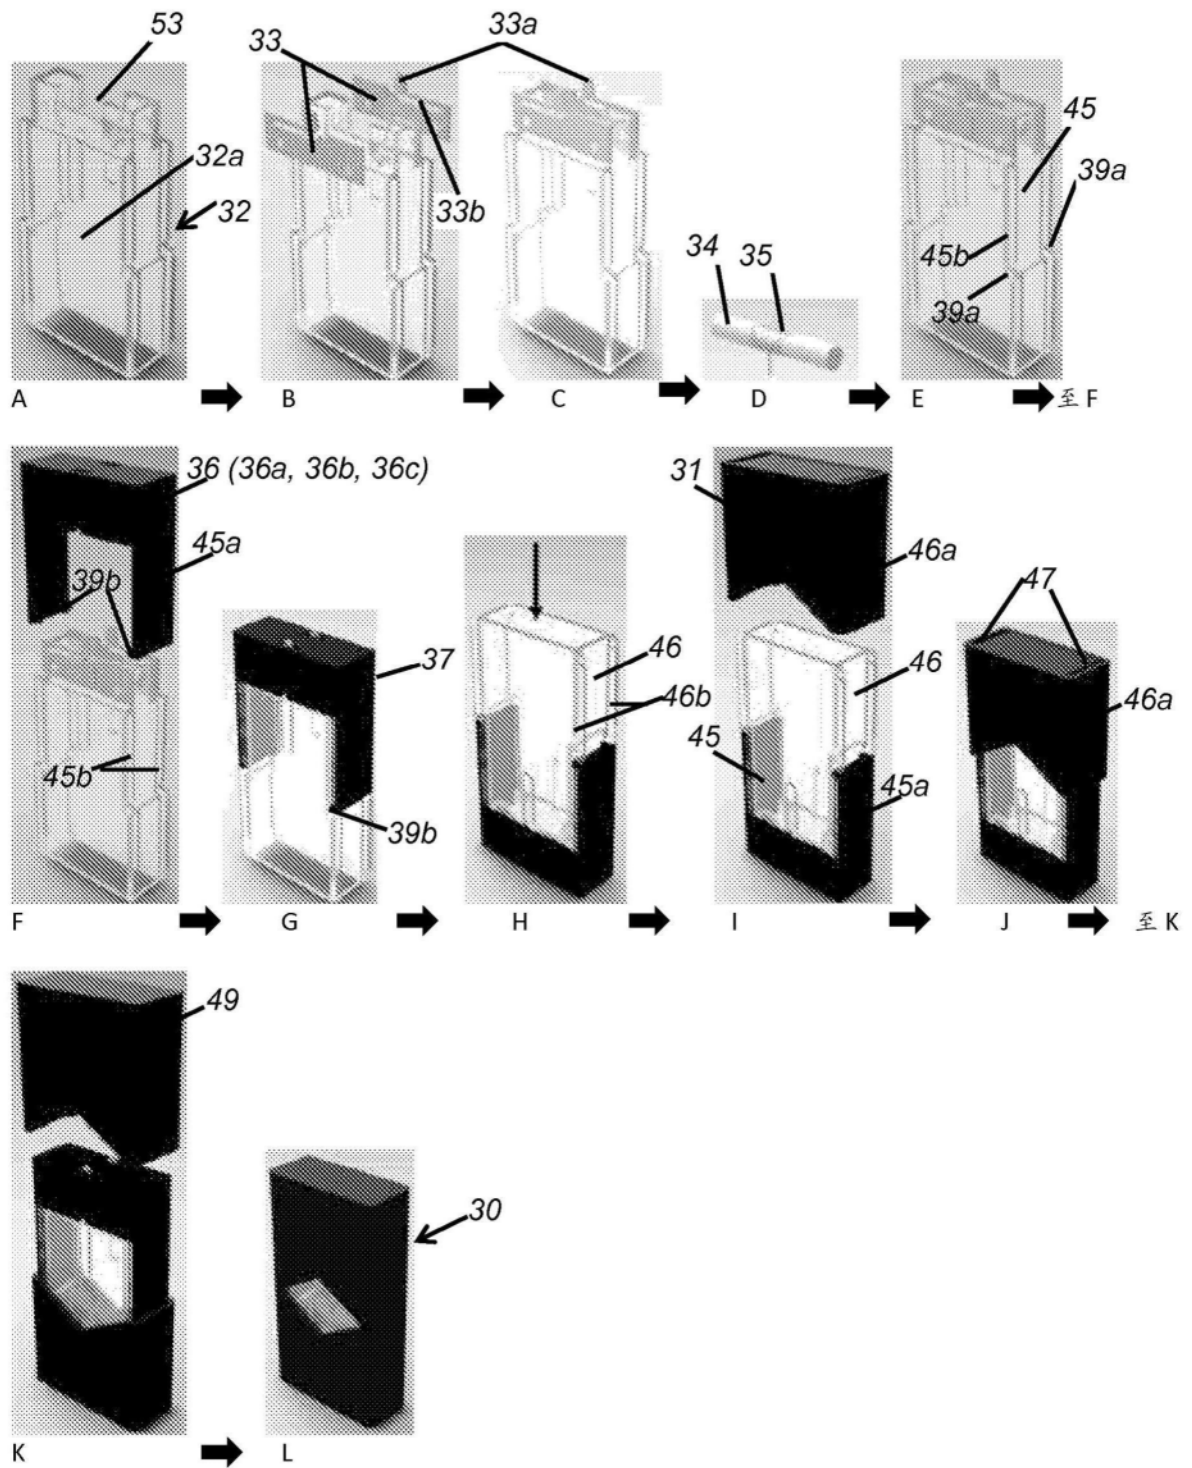 53 33 33a
32a 32 33b 34 35 45 39a 45b 39a
A B C D E 至 F
36 (36a, 36b, 36c) 31
45a 46a
39b 47
37 46 46 46a
46b
45b 45 45a
39b
F G H I J 至 K
49
30
K L